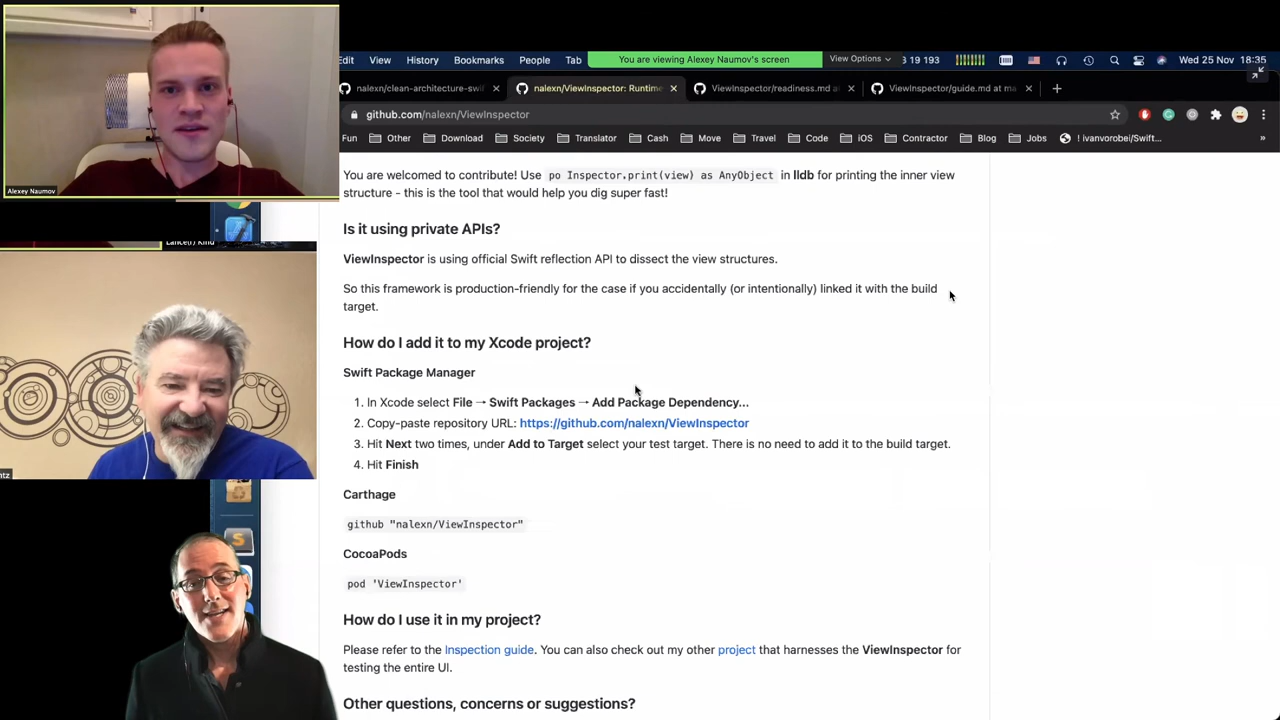 Alexey Naumov
Lance(r) Kind
ntz
Edit View History Bookmarks People Tab
You are viewing Alexey Naumov's screen
View Options
19 193
Wed 25 Nov 18:35
nalexn/clean-architecture-swif
nalexn/ViewInspector: Runtime
ViewInspector/readiness.md at
ViewInspector/guide.md at ma
github.com/nalexn/ViewInspector
Fun Other Download Society Translator Cash Move Travel Code iOS Contractor Blog Jobs ! ivanvorobei/Swift...
You are welcomed to contribute! Use po Inspector.print(view) as AnyObject in lldb for printing the inner view
structure - this is the tool that would help you dig super fast!
Is it using private APIs?
ViewInspector is using official Swift reflection API to dissect the view structures.
So this framework is production-friendly for the case if you accidentally (or intentionally) linked it with the build
target.
How do I add it to my Xcode project?
Swift Package Manager
1. In Xcode select File → Swift Packages → Add Package Dependency...
2. Copy-paste repository URL: https://github.com/nalexn/ViewInspector
3. Hit Next two times, under Add to Target select your test target. There is no need to add it to the build target.
4. Hit Finish
Carthage
github "nalexn/ViewInspector"
CocoaPods
pod 'ViewInspector'
How do I use it in my project?
Please refer to the Inspection guide. You can also check out my other project that harnesses the ViewInspector for
testing the entire UI.
Other questions, concerns or suggestions?